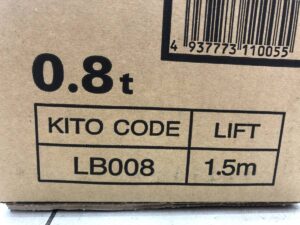 4 937773 110055
0.8t
KITO CODE LIFT
LB008 1.5m